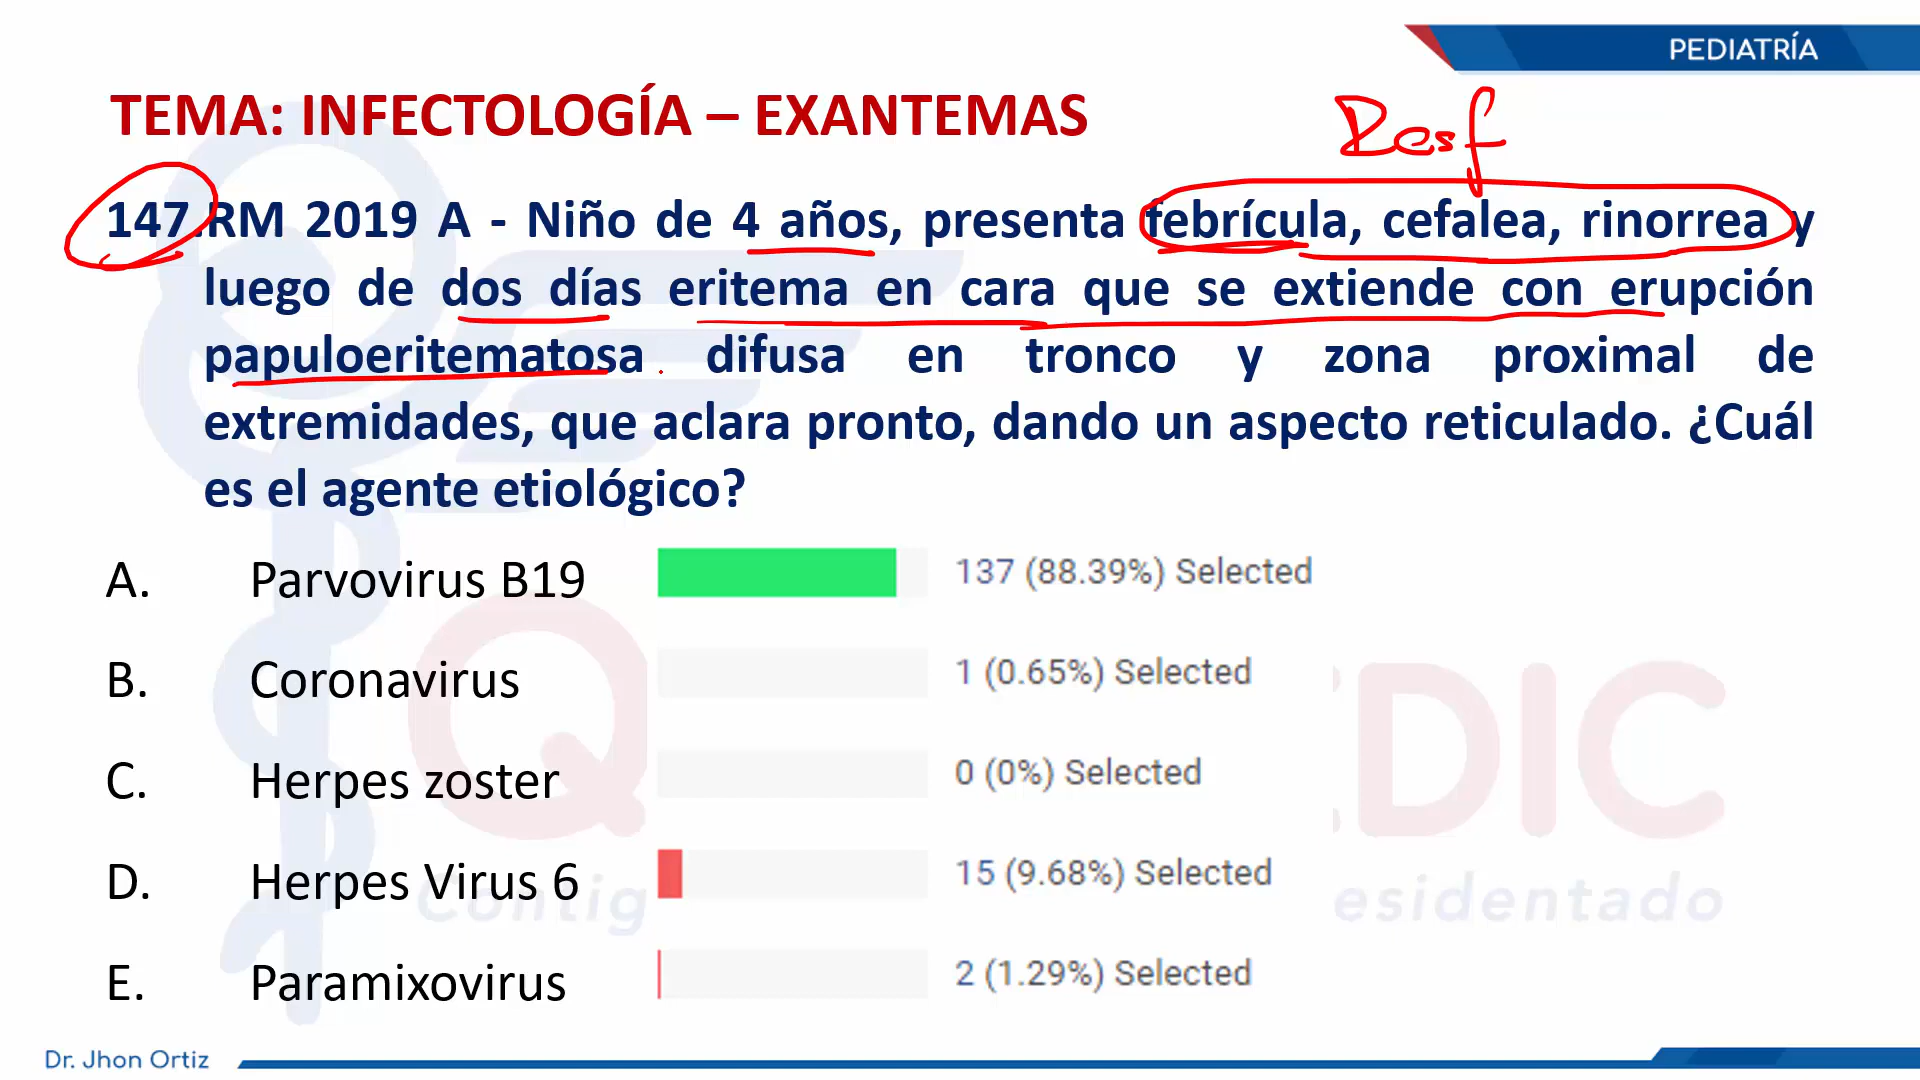 PEDIATRÍA
TEMA: INFECTOLOGÍA – EXANTEMAS
Resf
147.RM 2019 A - Niño de 4 años, presenta febrícula, cefalea, rinorrea y
luego de dos días eritema en cara que se extiende con erupción
papuloeritematosa difusa en tronco y zona proximal de
extremidades, que aclara pronto, dando un aspecto reticulado. ¿Cuál
es el agente etiológico?
A. Parvovirus B19 137 (88.39%) Selected
B. Coronavirus 1 (0.65%) Selected
C. Herpes zoster 0 (0%) Selected
D. Herpes Virus 6 15 (9.68%) Selected
E. Paramixovirus 2 (1.29%) Selected
Dr. Jhon Ortiz